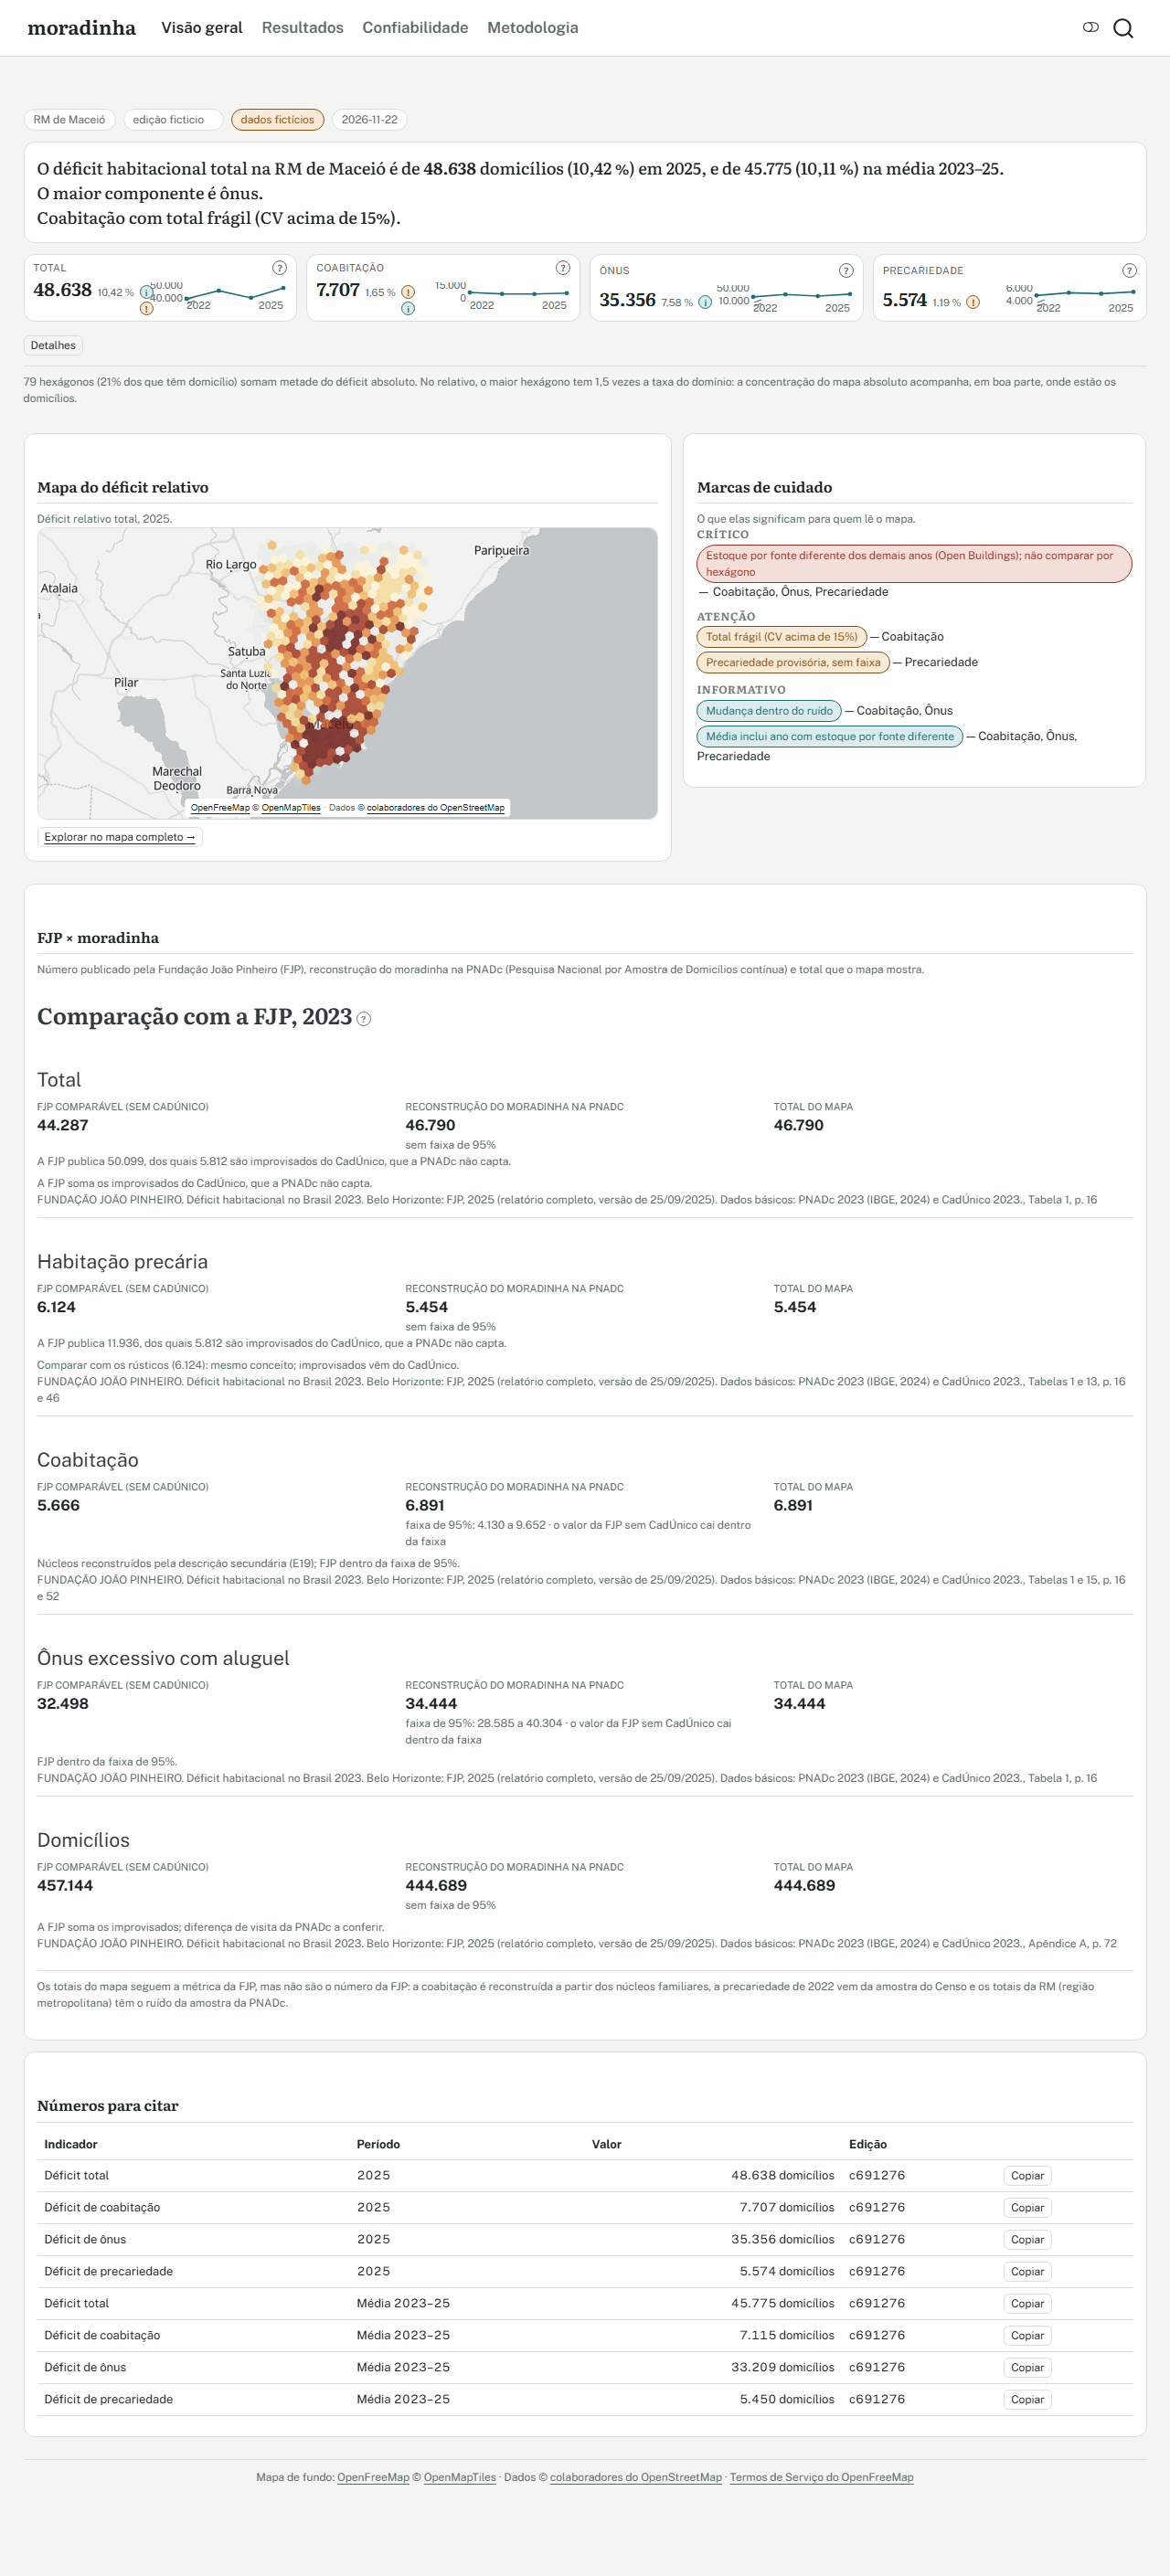 moradinha Visão geral Resultados Confiabilidade Metodologia
RM de Maceió edição fictício dados fictícios 2026-11-22
O déficit habitacional total na RM de Maceió é de 48.638 domicílios (10,42 %) em 2025, e de 45.775 (10,11 %) na média 2023–25.
O maior componente é ônus.
Coabitação com total frágil (CV acima de 15%).
TOTAL ?
48.638 10,42 % i ! 50.000 40.000 2022 2025
COABITAÇÃO ?
7.707 1,65 % ! i 15.000 0 2022 2025
ÔNUS ?
35.356 7,58 % i 50.000 10.000 2022 2025
PRECARIEDADE ?
5.574 1,19 % ! 6.000 4.000 2022 2025
Detalhes
79 hexágonos (21% dos que têm domicílio) somam metade do déficit absoluto. No relativo, o maior hexágono tem 1,5 vezes a taxa do domínio: a concentração do mapa absoluto acompanha, em boa parte, onde estão os
domicílios.
Mapa do déficit relativo
Déficit relativo total, 2025.
Paripueira
Rio Largo
Atalaia
Satuba
Santa Luzia
do Norte
Pilar
Maceió
Marechal
Deodoro
Barra Nova
OpenFreeMap © OpenMapTiles · Dados © colaboradores do OpenStreetMap
Explorar no mapa completo →
Marcas de cuidado
O que elas significam para quem lê o mapa.
CRÍTICO
Estoque por fonte diferente dos demais anos (Open Buildings); não comparar por
hexágono
— Coabitação, Ônus, Precariedade
ATENÇÃO
Total frágil (CV acima de 15%) — Coabitação
Precariedade provisória, sem faixa — Precariedade
INFORMATIVO
Mudança dentro do ruído — Coabitação, Ônus
Média inclui ano com estoque por fonte diferente — Coabitação, Ônus,
Precariedade
FJP × moradinha
Número publicado pela Fundação João Pinheiro (FJP), reconstrução do moradinha na PNADc (Pesquisa Nacional por Amostra de Domicílios contínua) e total que o mapa mostra.
Comparação com a FJP, 2023 ?
Total
FJP COMPARÁVEL (SEM CADÚNICO) RECONSTRUÇÃO DO MORADINHA NA PNADC TOTAL DO MAPA
44.287 46.790 46.790
sem faixa de 95%
A FJP publica 50.099, dos quais 5.812 são improvisados do CadÚnico, que a PNADc não capta.
A FJP soma os improvisados do CadÚnico, que a PNADc não capta.
FUNDAÇÃO JOÃO PINHEIRO. Déficit habitacional no Brasil 2023. Belo Horizonte: FJP, 2025 (relatório completo, versão de 25/09/2025). Dados básicos: PNADc 2023 (IBGE, 2024) e CadÚnico 2023., Tabela 1, p. 16
Habitação precária
FJP COMPARÁVEL (SEM CADÚNICO) RECONSTRUÇÃO DO MORADINHA NA PNADC TOTAL DO MAPA
6.124 5.454 5.454
sem faixa de 95%
A FJP publica 11.936, dos quais 5.812 são improvisados do CadÚnico, que a PNADc não capta.
Comparar com os rústicos (6.124): mesmo conceito; improvisados vêm do CadÚnico.
FUNDAÇÃO JOÃO PINHEIRO. Déficit habitacional no Brasil 2023. Belo Horizonte: FJP, 2025 (relatório completo, versão de 25/09/2025). Dados básicos: PNADc 2023 (IBGE, 2024) e CadÚnico 2023., Tabelas 1 e 13, p. 16
e 46
Coabitação
FJP COMPARÁVEL (SEM CADÚNICO) RECONSTRUÇÃO DO MORADINHA NA PNADC TOTAL DO MAPA
5.666 6.891 6.891
faixa de 95%: 4.130 a 9.652 · o valor da FJP sem CadÚnico cai dentro
da faixa
Núcleos reconstruídos pela descrição secundária (E19); FJP dentro da faixa de 95%.
FUNDAÇÃO JOÃO PINHEIRO. Déficit habitacional no Brasil 2023. Belo Horizonte: FJP, 2025 (relatório completo, versão de 25/09/2025). Dados básicos: PNADc 2023 (IBGE, 2024) e CadÚnico 2023., Tabelas 1 e 15, p. 16
e 52
Ônus excessivo com aluguel
FJP COMPARÁVEL (SEM CADÚNICO) RECONSTRUÇÃO DO MORADINHA NA PNADC TOTAL DO MAPA
32.498 34.444 34.444
faixa de 95%: 28.585 a 40.304 · o valor da FJP sem CadÚnico cai
dentro da faixa
FJP dentro da faixa de 95%.
FUNDAÇÃO JOÃO PINHEIRO. Déficit habitacional no Brasil 2023. Belo Horizonte: FJP, 2025 (relatório completo, versão de 25/09/2025). Dados básicos: PNADc 2023 (IBGE, 2024) e CadÚnico 2023., Tabela 1, p. 16
Domicílios
FJP COMPARÁVEL (SEM CADÚNICO) RECONSTRUÇÃO DO MORADINHA NA PNADC TOTAL DO MAPA
457.144 444.689 444.689
sem faixa de 95%
A FJP soma os improvisados; diferença de visita da PNADc a conferir.
FUNDAÇÃO JOÃO PINHEIRO. Déficit habitacional no Brasil 2023. Belo Horizonte: FJP, 2025 (relatório completo, versão de 25/09/2025). Dados básicos: PNADc 2023 (IBGE, 2024) e CadÚnico 2023., Apêndice A, p. 72
Os totais do mapa seguem a métrica da FJP, mas não são o número da FJP: a coabitação é reconstruída a partir dos núcleos familiares, a precariedade de 2022 vem da amostra do Censo e os totais da RM (região
metropolitana) têm o ruído da amostra da PNADc.
Números para citar
Indicador Período Valor Edição
Déficit total 2025 48.638 domicílios c691276 Copiar
Déficit de coabitação 2025 7.707 domicílios c691276 Copiar
Déficit de ônus 2025 35.356 domicílios c691276 Copiar
Déficit de precariedade 2025 5.574 domicílios c691276 Copiar
Déficit total Média 2023–25 45.775 domicílios c691276 Copiar
Déficit de coabitação Média 2023–25 7.115 domicílios c691276 Copiar
Déficit de ônus Média 2023–25 33.209 domicílios c691276 Copiar
Déficit de precariedade Média 2023–25 5.450 domicílios c691276 Copiar
Mapa de fundo: OpenFreeMap © OpenMapTiles · Dados © colaboradores do OpenStreetMap · Termos de Serviço do OpenFreeMap